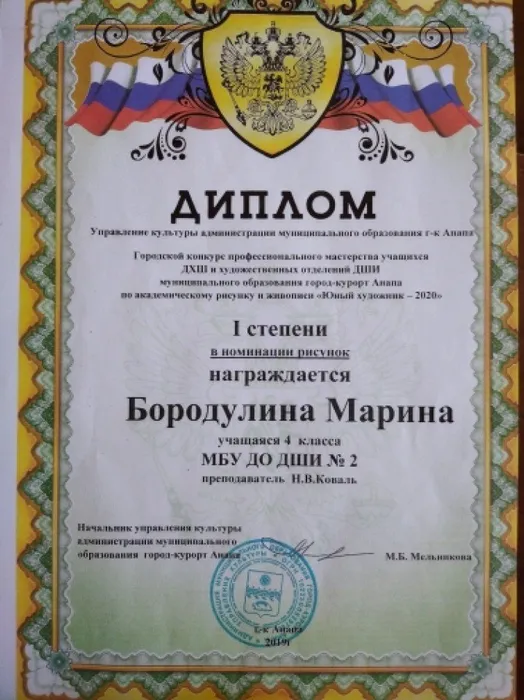 ДИПЛОМ
Управление культуры администрации муниципального образования г-к Анапа
Городской конкурс профессионального мастерства учащихся
ДХШ и художественных отделений ДШИ
муниципального образования город-курорт Анапа
по академическому рисунку и живописи «Юный художник – 2020»
I степени
в номинации рисунок
награждается
Бородулина Марина
учащаяся 4 класса
МБУ ДО ДШИ № 2
преподаватель Н.В.Коваль
Начальник управления культуры
администрации муниципального
образования город-курорт Анапа
М.Б. Мельникова
г-к Анапа
2019г